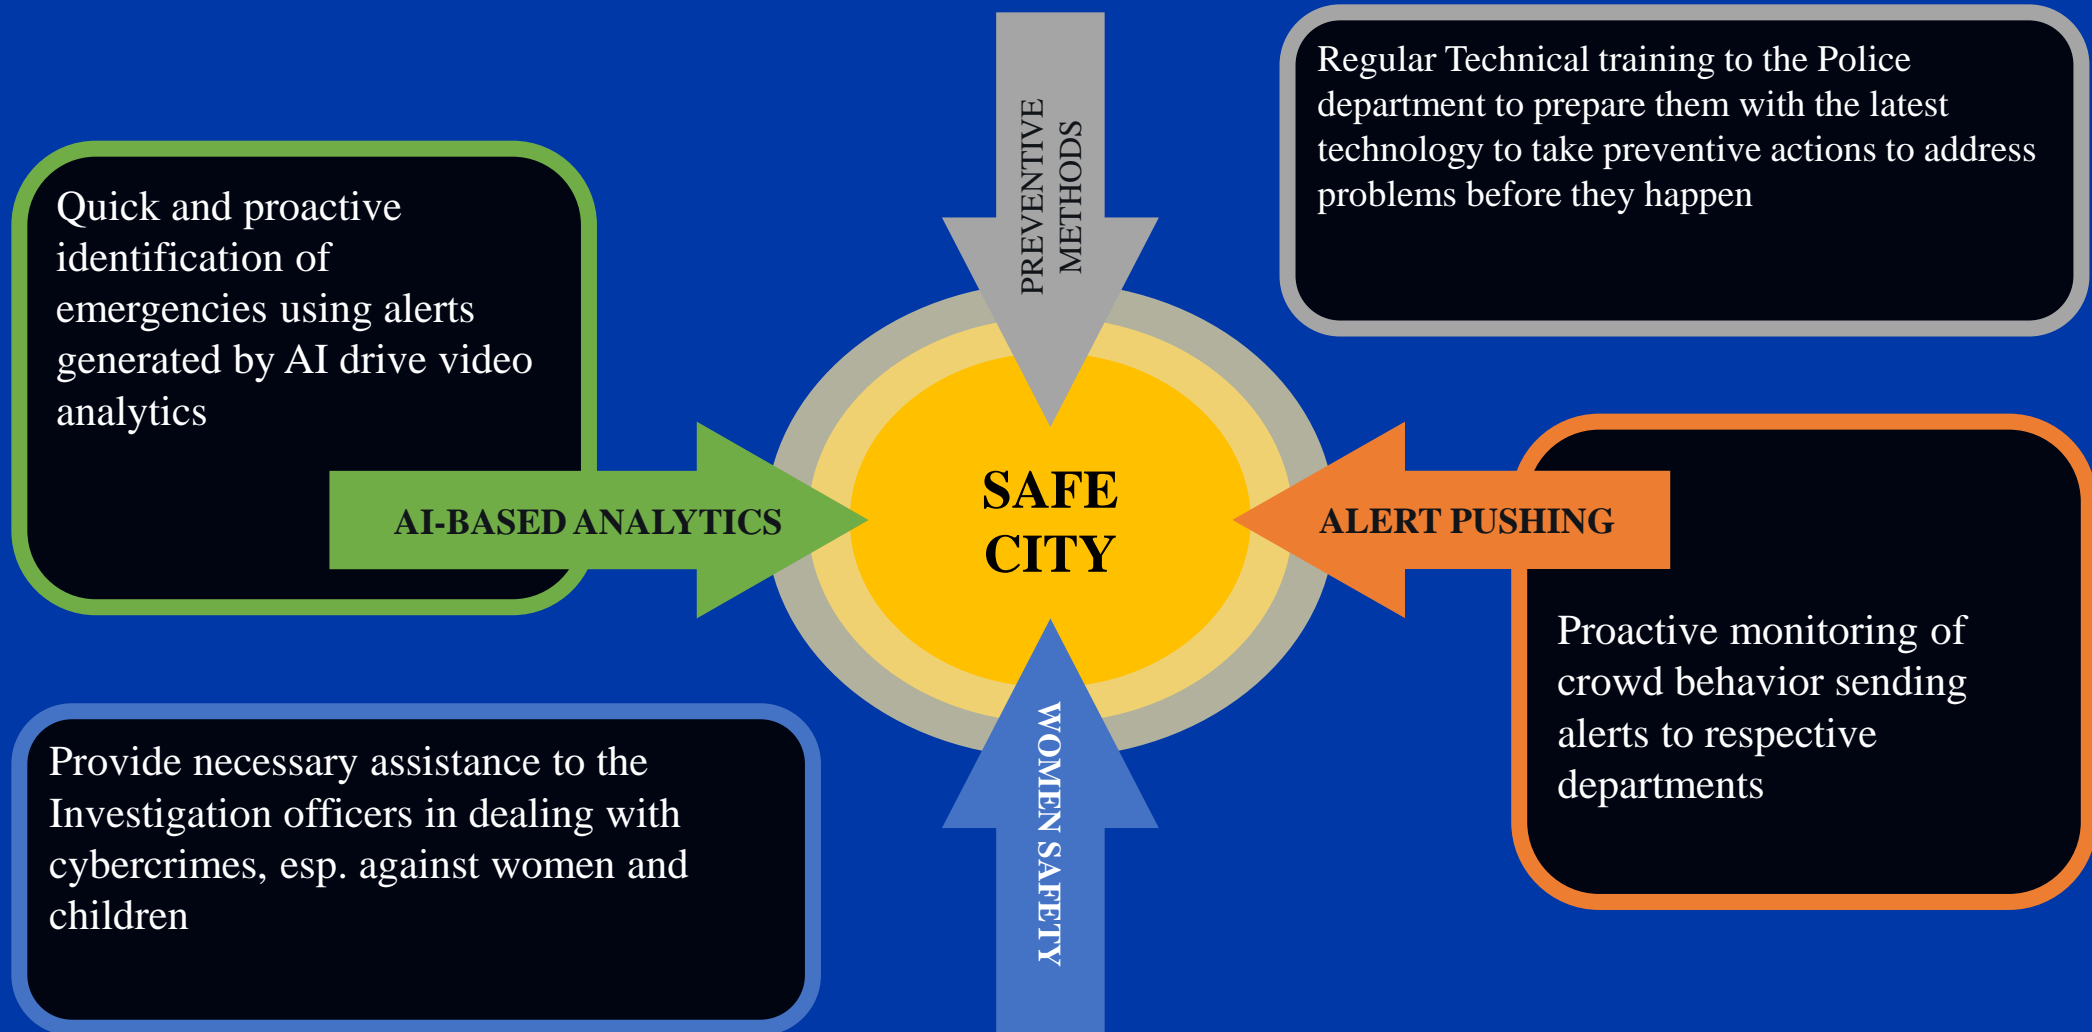 PREVENTIVE
METHODS
Regular Technical training to the Police
department to prepare them with the latest
technology to take preventive actions to address
problems before they happen
Quick and proactive
identification of
emergencies using alerts
generated by AI drive video
analytics
AI-BASED ANALYTICS
SAFE
CITY
ALERT PUSHING
Proactive monitoring of
crowd behavior sending
alerts to respective
departments
Provide necessary assistance to the
Investigation officers in dealing with
cybercrimes, esp. against women and
children
WOMEN SAFETY